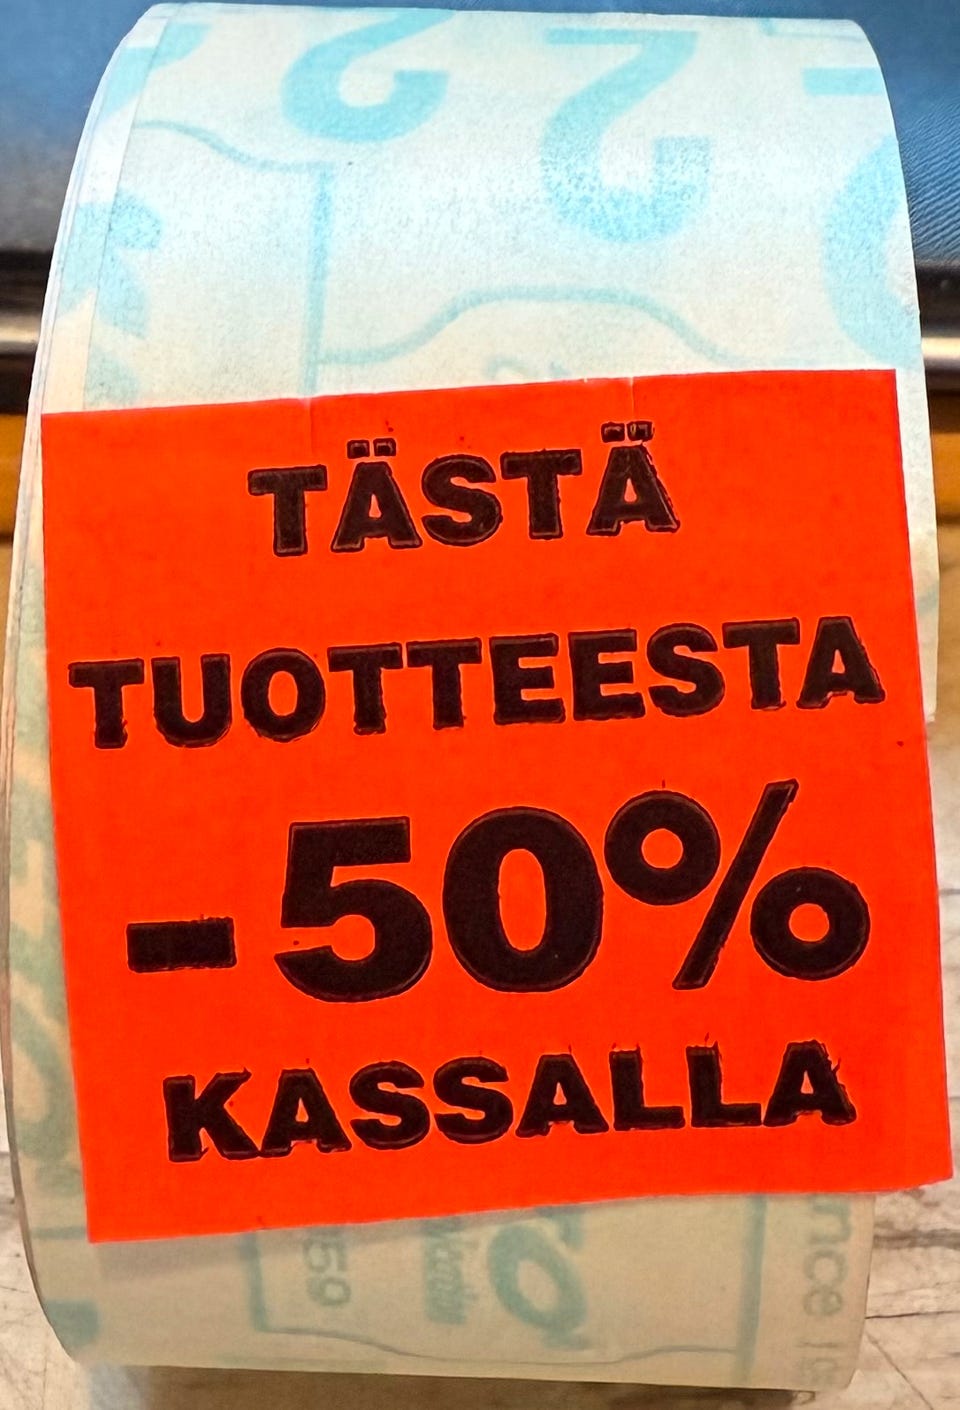 TÄSTÄ
TUOTTEESTA
-50%
KASSALLA